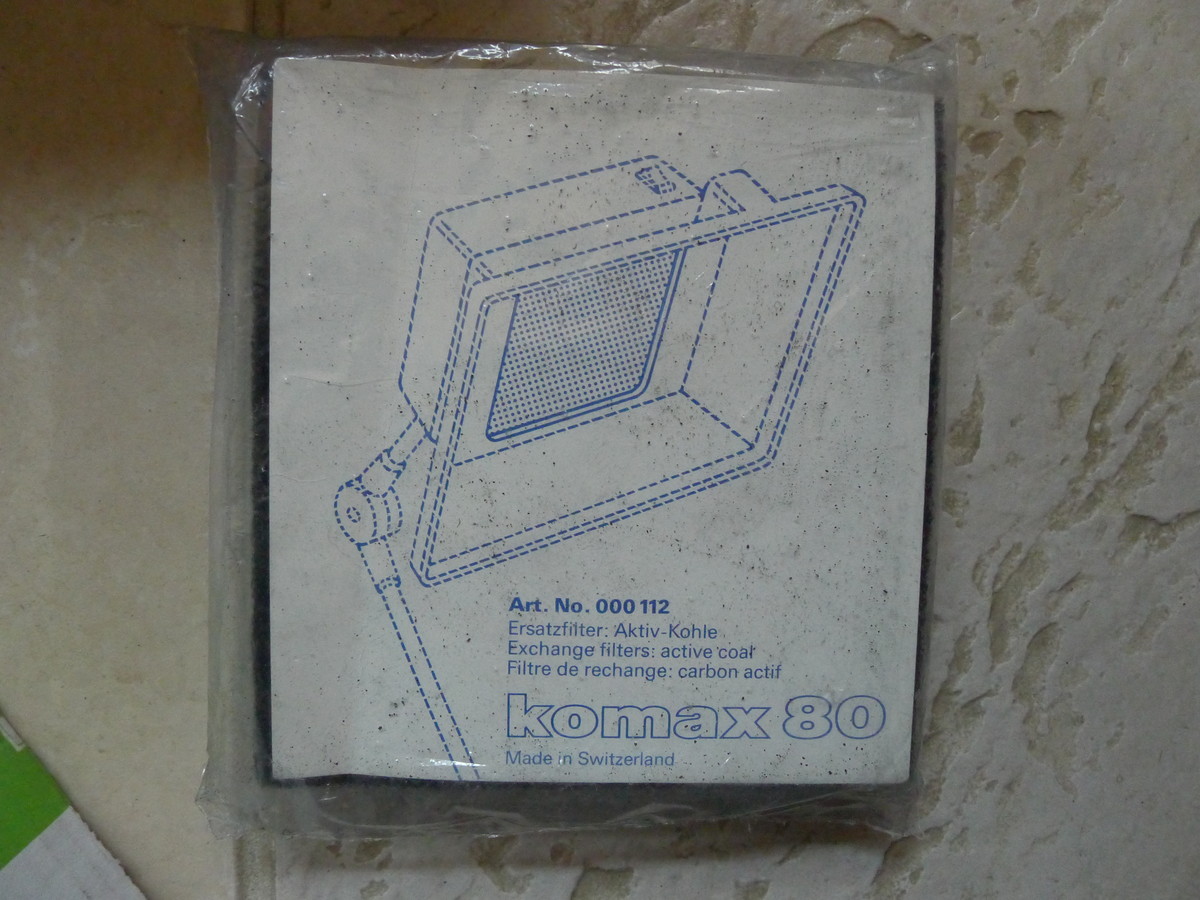 Art. No. 000 112
Ersatzfilter: Aktiv-Kohle
Exchange filters: active coal
Filtre de rechange: carbon actif
komax 80
Made in Switzerland